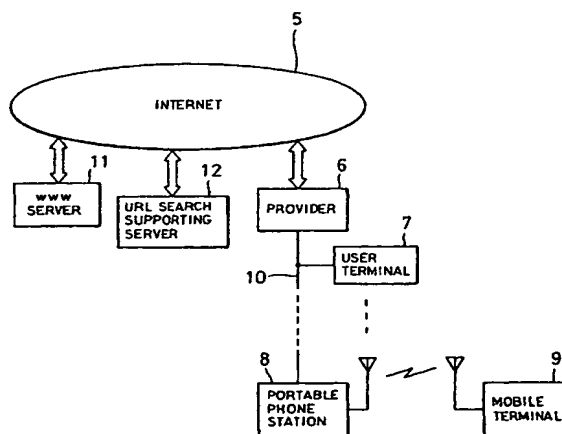 5
INTERNET
11
WWW
SERVER
12
URL SEARCH
SUPPORTING
SERVER
6
PROVIDER
7
USER
TERMINAL
10
8
PORTABLE
PHONE
STATION
9
MOBILE
TERMINAL